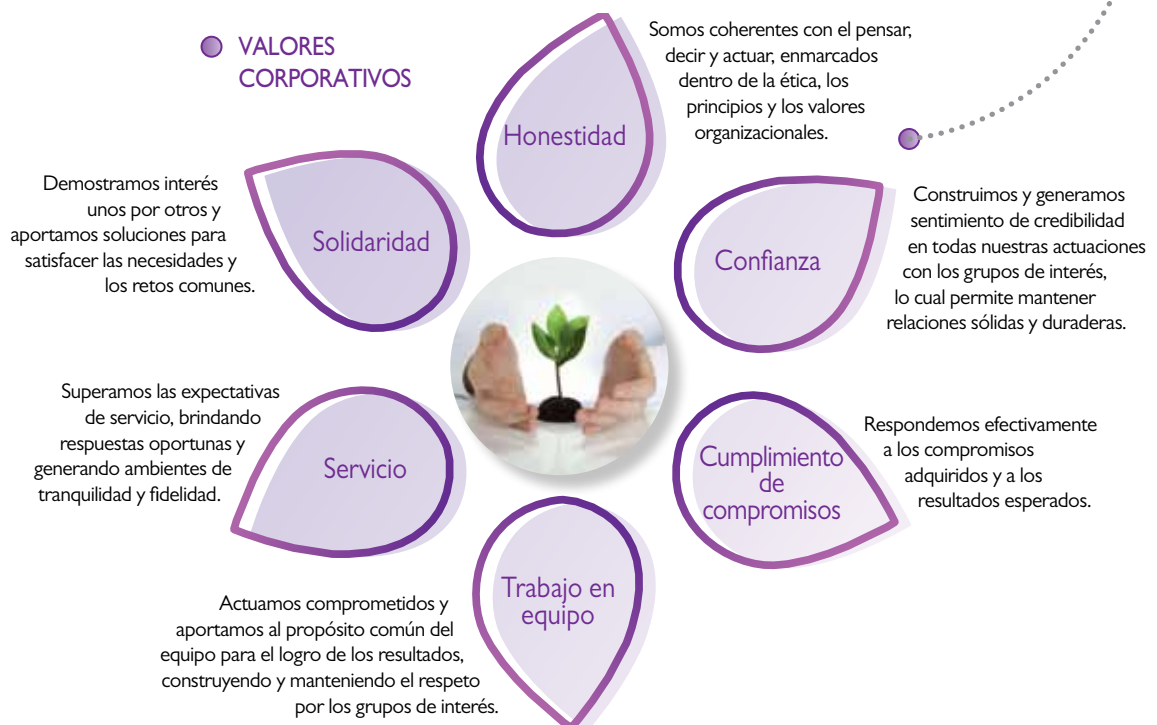 VALORES
CORPORATIVOS
Honestidad
Somos coherentes con el pensar,
decir y actuar, enmarcados
dentro de la ética, los
principios y los valores
organizacionales.
Confianza
Construimos y generamos
sentimiento de credibilidad
en todas nuestras actuaciones
con los grupos de interés,
lo cual permite mantener
relaciones sólidas y duraderas.
Cumplimiento
de
compromisos
Respondemos efectivamente
a los compromisos
adquiridos y a los
resultados esperados.
Trabajo en
equipo
Actuamos comprometidos y
aportamos al propósito común del
equipo para el logro de los resultados,
construyendo y manteniendo el respeto
por los grupos de interés.
Servicio
Superamos las expectativas
de servicio, brindando
respuestas oportunas y
generando ambientes de
tranquilidad y fidelidad.
Solidaridad
Demostramos interés
unos por otros y
aportamos soluciones para
satisfacer las necesidades y
los retos comunes.